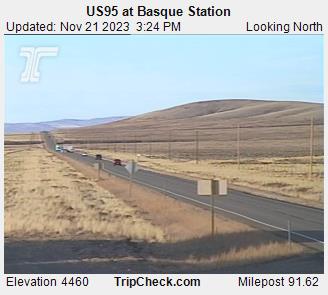 US95 at Basque Station
Updated: Nov 21 2023 3:24 PM Looking North
Elevation 4460 TripCheck.com Milepost 91.62